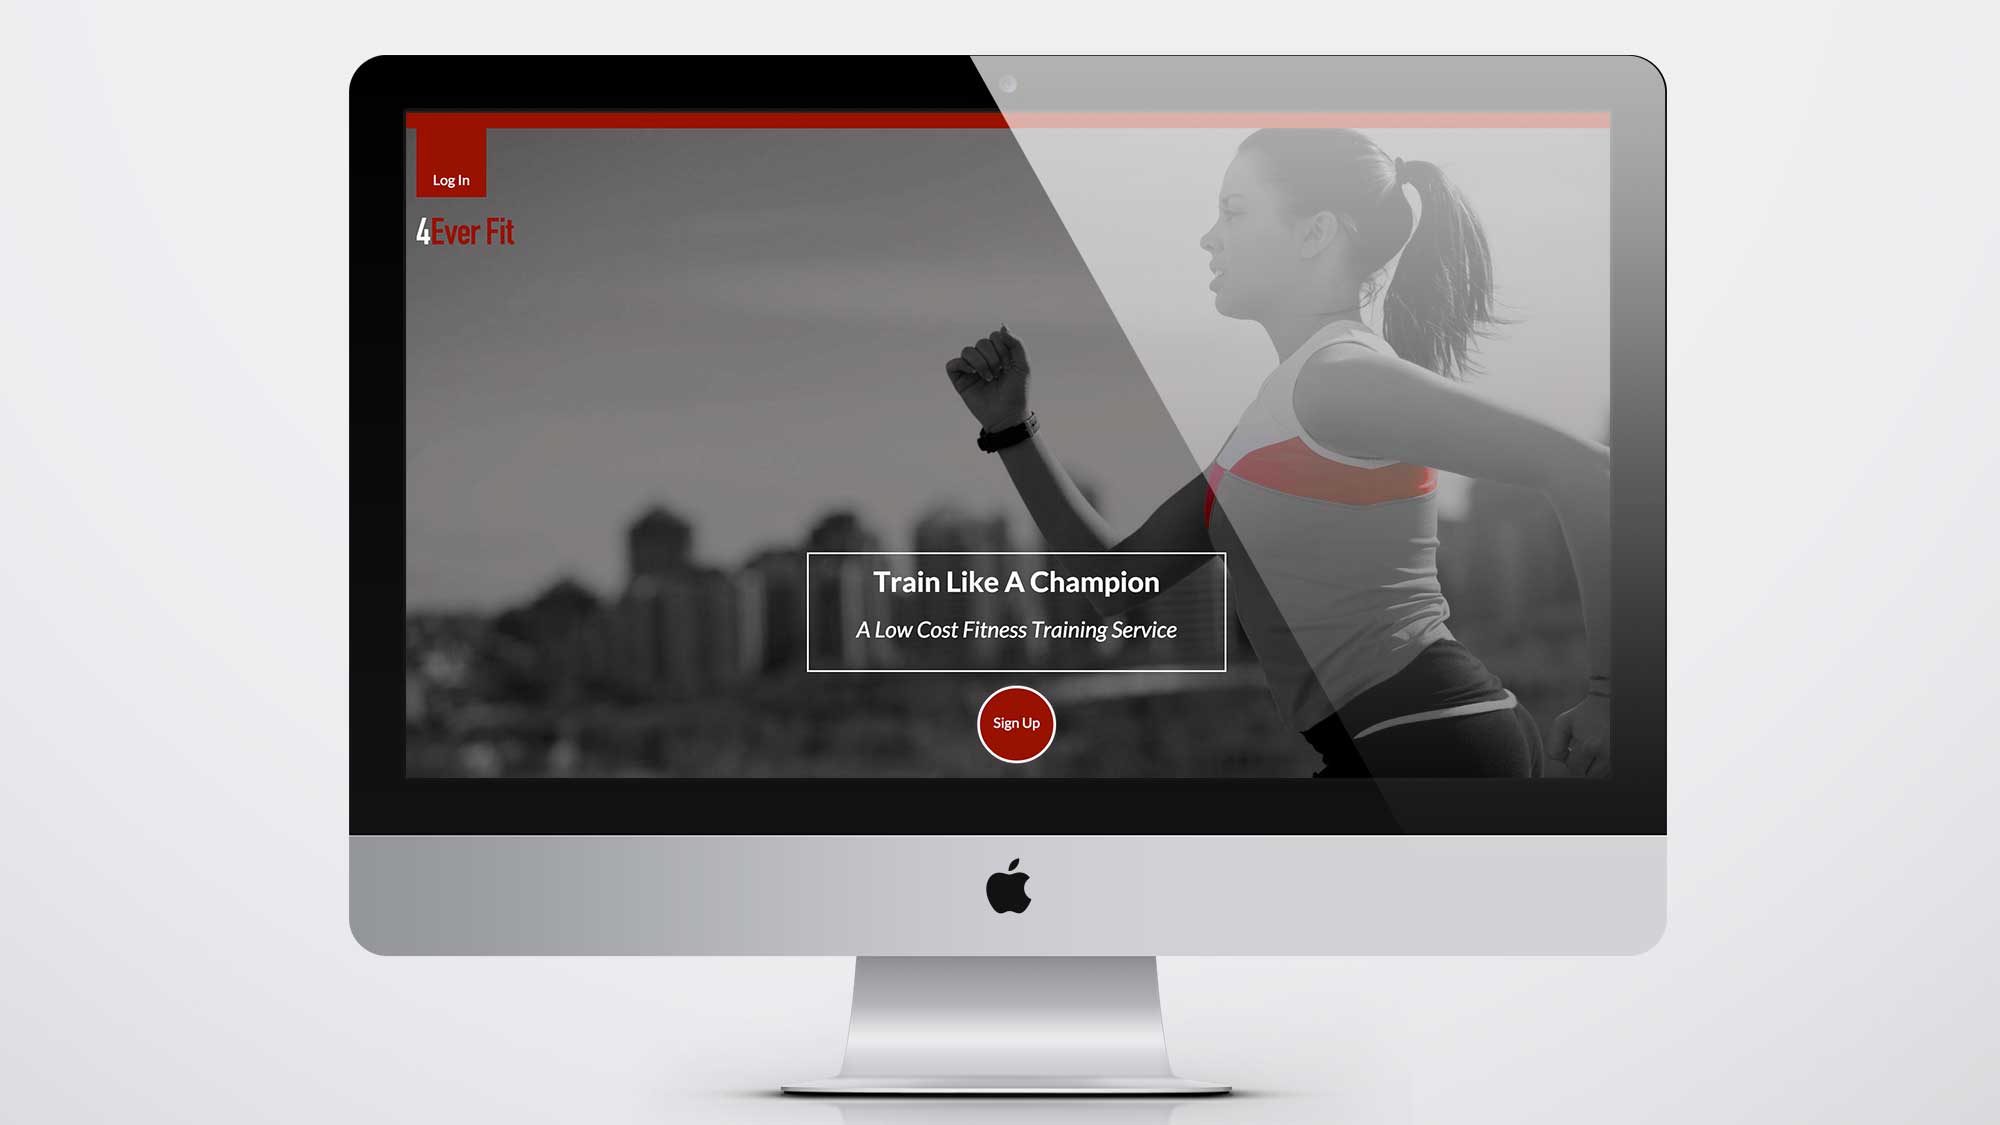 Log In
4Ever Fit
Train Like A Champion
A Low Cost Fitness Training Service
Sign Up